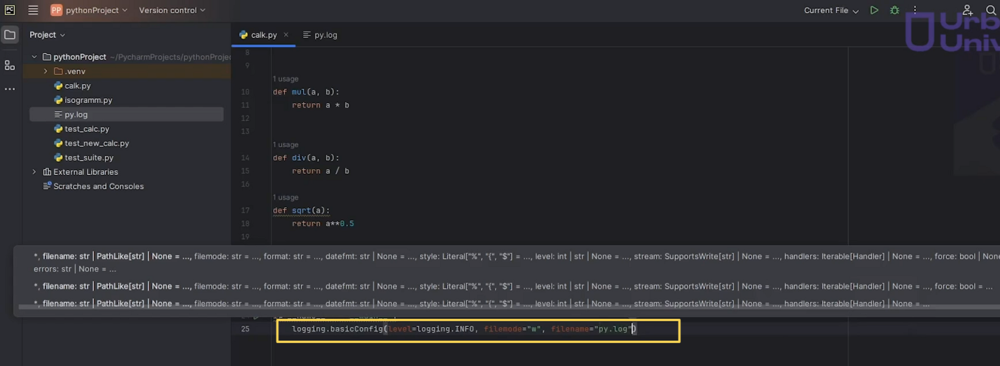 PC
PP pythonProject
Version control
Current File
Project
calk.py
py.log
Urb
Univ
pythonProject ~/PycharmProjects/pythonProjec
.venv
calk.py
isogramm.py
py.log
test_calc.py
test_new_calc.py
test_suite.py
External Libraries
Scratches and Consoles
8
9
1 usage
10 def mul(a, b):
11 return a * b
12
13
1 usage
14 def div(a, b):
15 return a / b
16
1 usage
17 def sqrt(a):
18 return a**0.5
19
*, filename: str | PathLike[str] | None = ..., filemode: str = ..., format: str = ..., datefmt: str | None = ..., style: Literal["%", "{", "$"] = ..., level: int | str | None = ..., stream: SupportsWrite[str] | None = ..., handlers: Iterable[Handler] | None = ..., force: bool | None
errors: str | None = ...
*, filename: str | PathLike[str] | None = ..., filemode: str = ..., format: str = ..., datefmt: str | None = ..., style: Literal["%", "{", "$"] = ..., level: int | str | None = ..., stream: SupportsWrite[str] | None = ..., handlers: Iterable[Handler] | None = ..., force: bool = ...
*, filename: str | PathLike[str] | None = ..., filemode: str = ..., format: str = ..., datefmt: str | None = ..., style: Literal["%", "{", "$"] = ..., level: int | str | None = ..., stream: SupportsWrite[str] | None = ..., handlers: Iterable[Handler] | None = ...
25 logging.basicConfig(level=logging.INFO, filemode="w", filename="py.log")